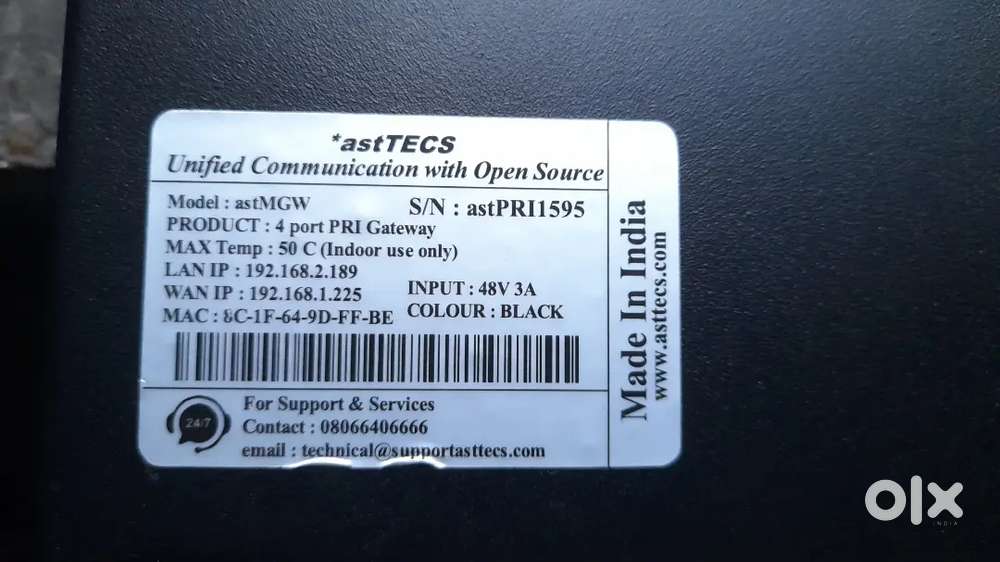 *astTECS
Unified Communication with Open Source
Model : astMGW
S/N : astPRI1595
PRODUCT : 4 port PRI Gateway
MAX Temp : 50 C (Indoor use only)
LAN IP : 192.168.2.189
WAN IP : 192.168.1.225
INPUT : 48V 3A
MAC : 8C-1F-64-9D-FF-BE
COLOUR : BLACK
24/7
For Support & Services
Contact : 08066406666
email : technical@supportasttecs.com
Made In India
www.asttecs.com
olx
INDIA